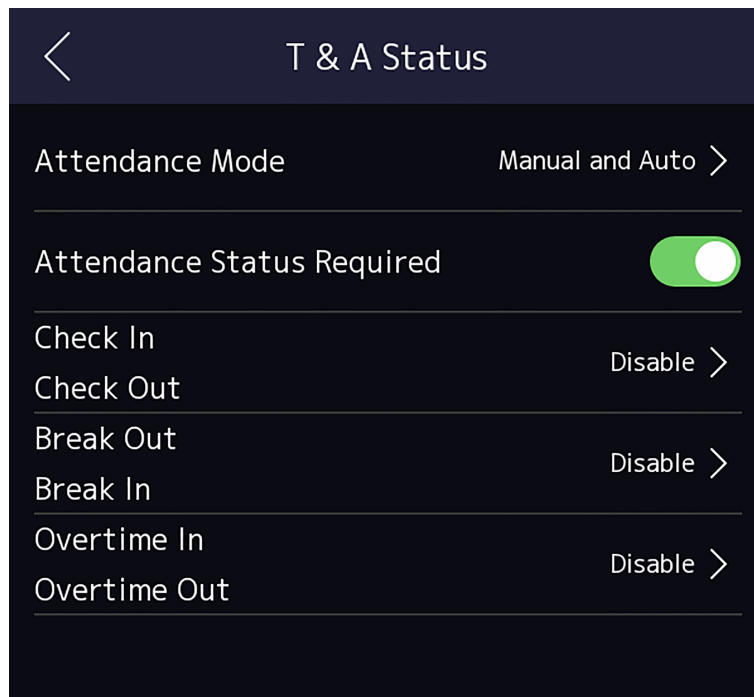 T & A Status
Attendance Mode
Manual and Auto
Attendance Status Required
Check In
Check Out
Disable
Break Out
Break In
Disable
Overtime In
Overtime Out
Disable